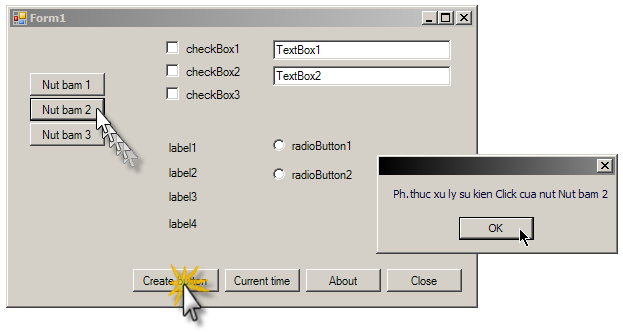 Form1
checkBox1
TextBox1
checkBox2
TextBox2
checkBox3
Nut bam 1
Nut bam 2
Nut bam 3
label1
label2
label3
label4
radioButton1
radioButton2
Ph.thuc xu ly su kien Click cua nut Nut bam 2
OK
Create button
Current time
About
Close